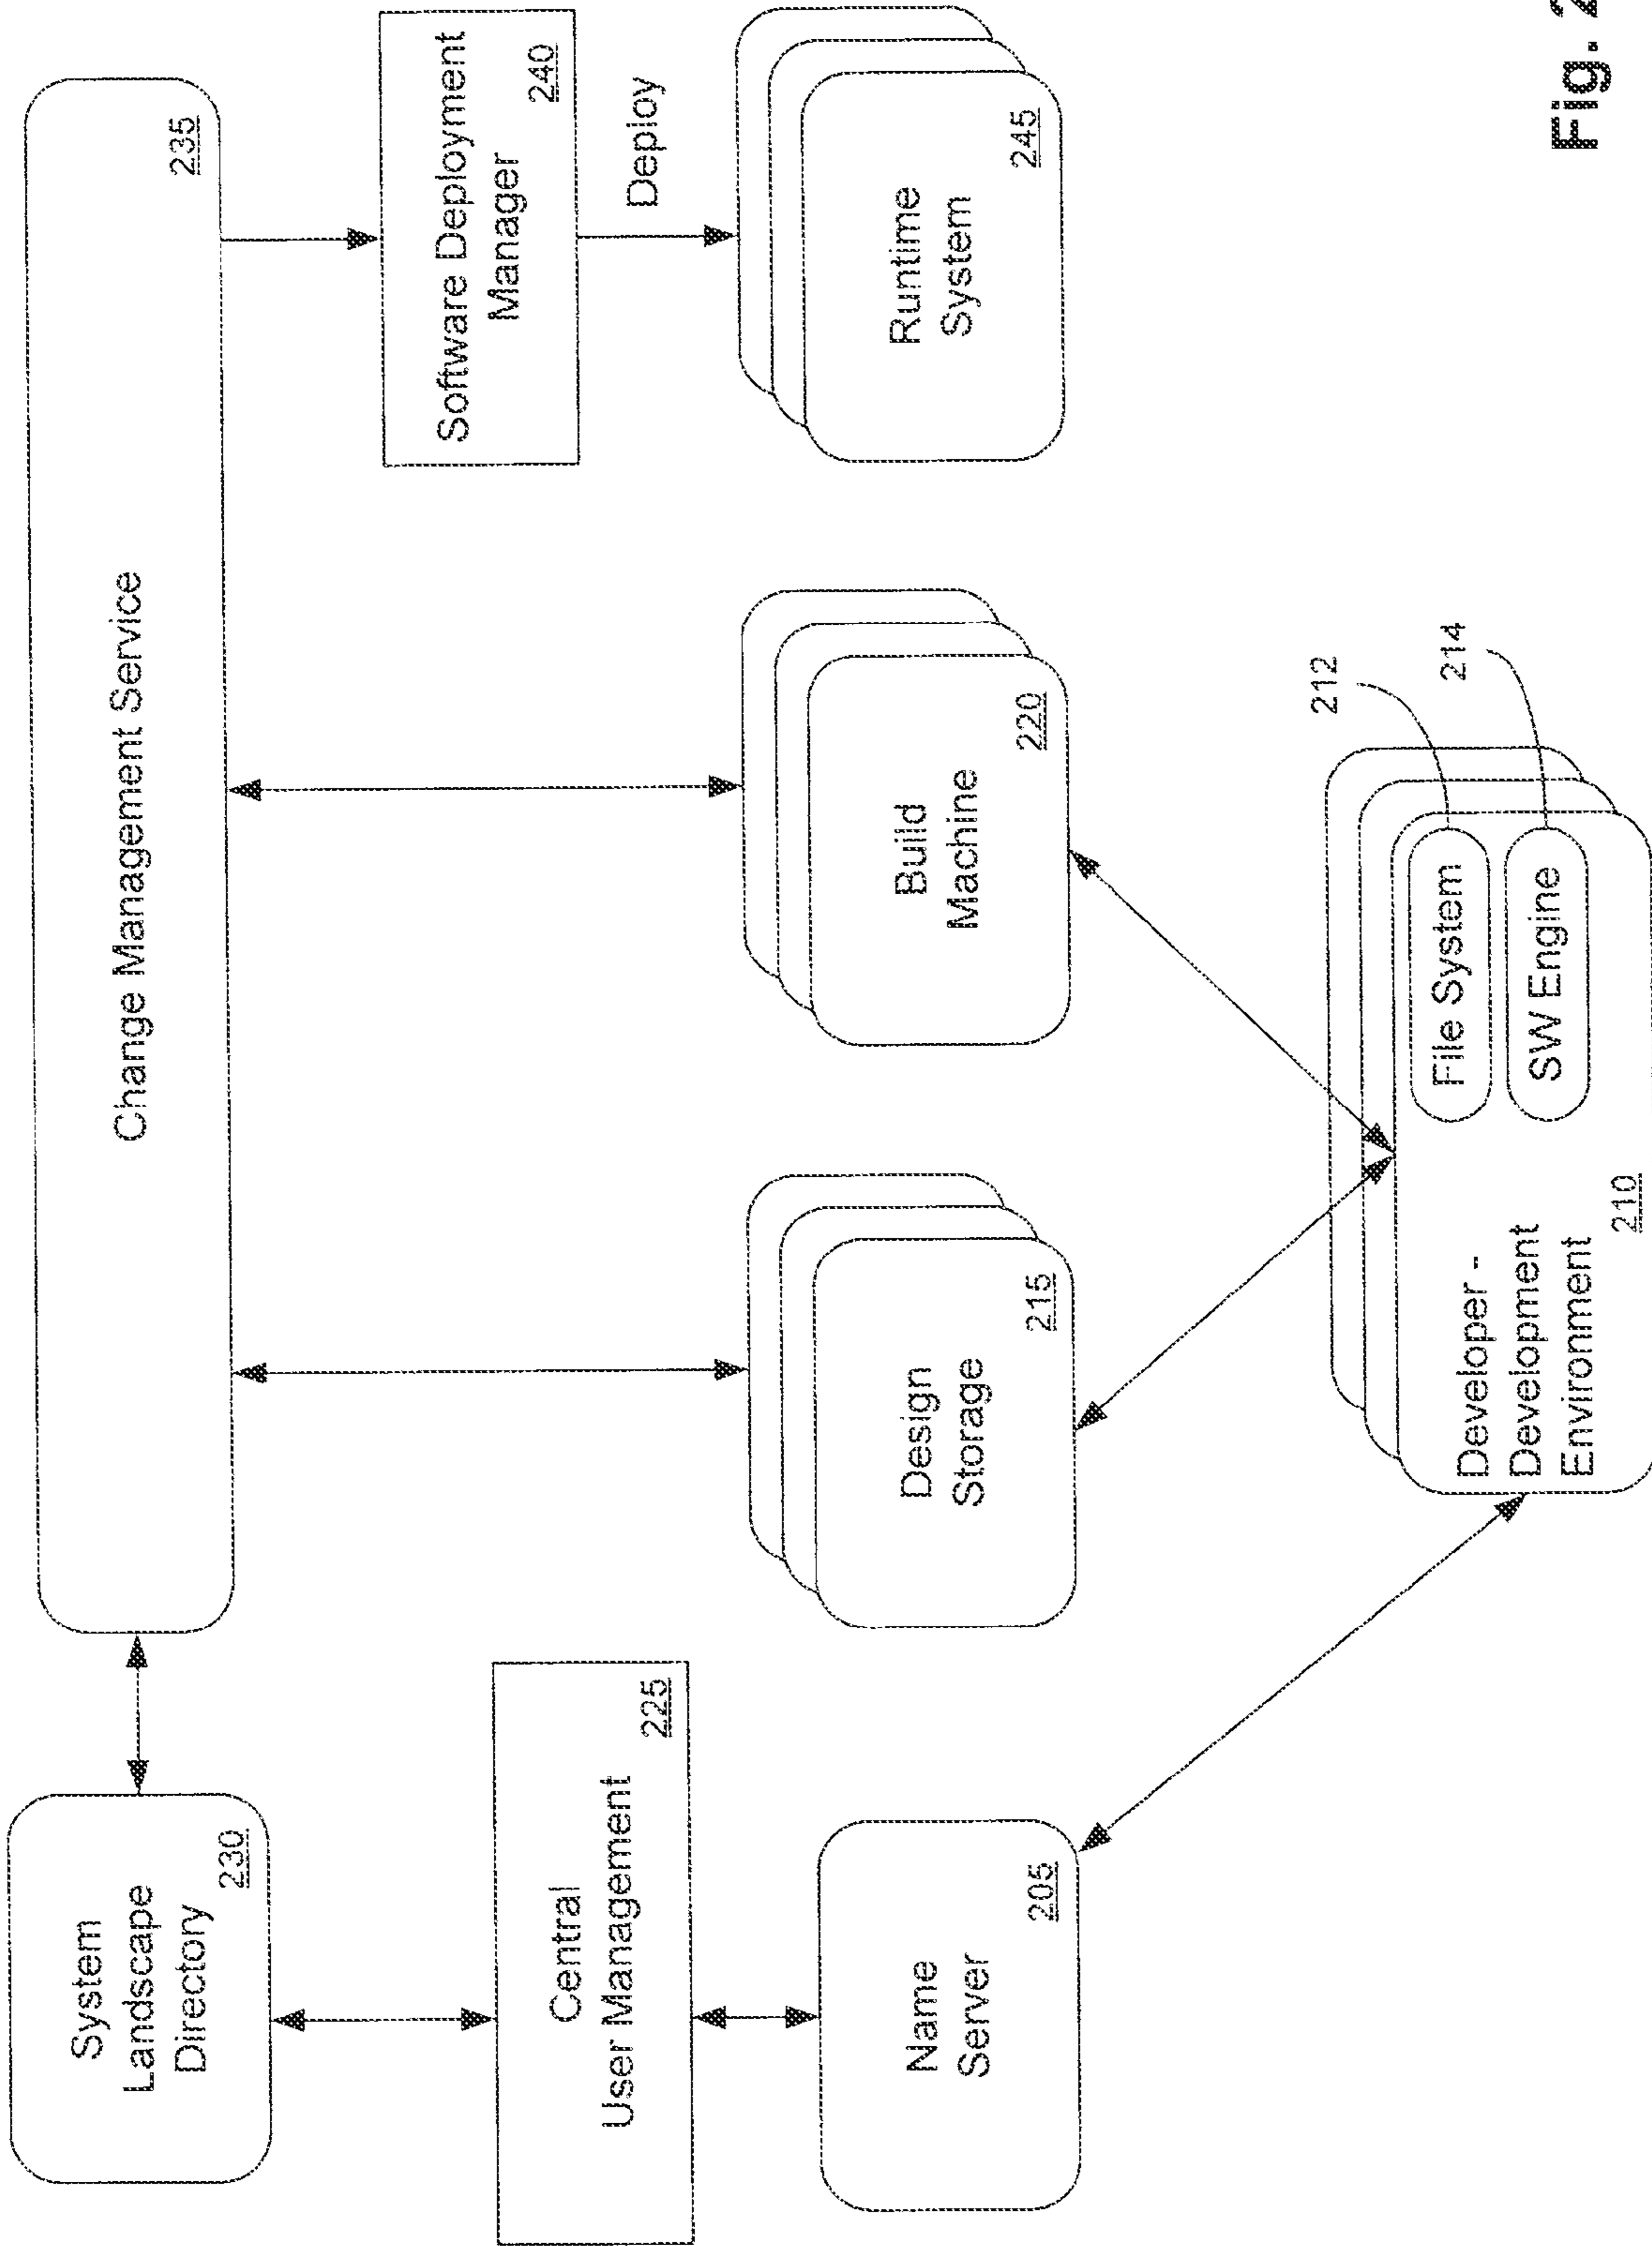 System
Landscape
Directory
230
Change Management Service
235
Central
User Management
225
Software Deployment
Manager
240
Deploy
Name
Server
205
Design
Storage
215
Build
Machine
220
Runtime
System
245
Developer -
Development
Environment
210
File System
SW Engine
212
214
Fig. 2